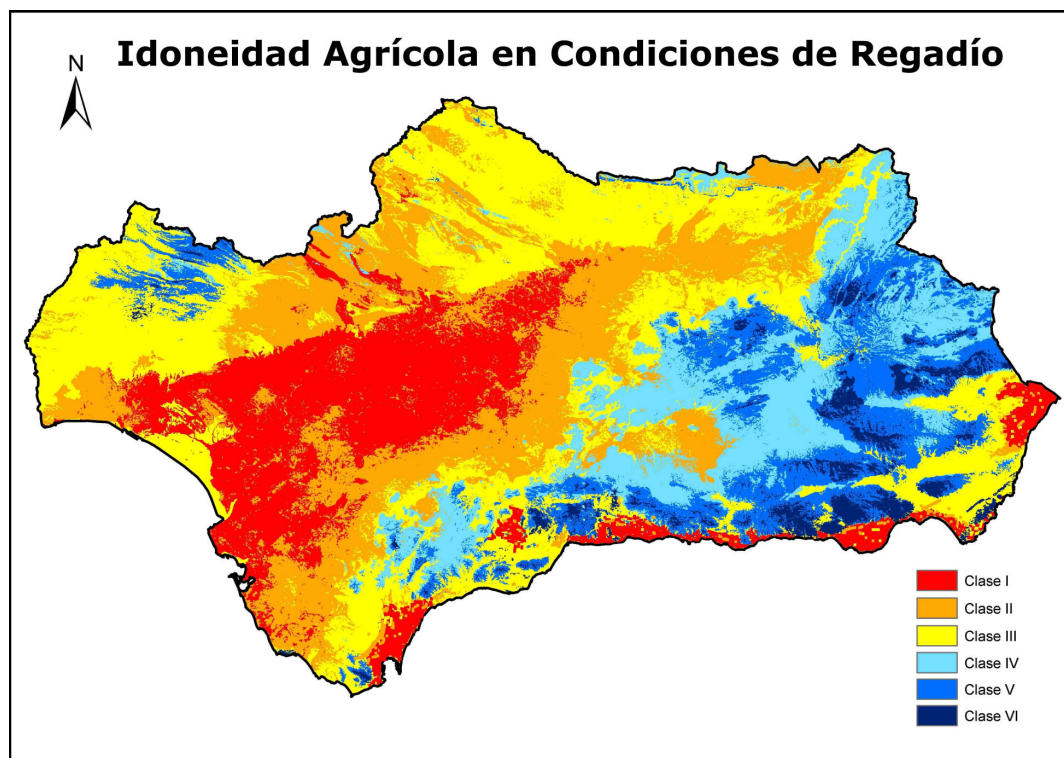 Idoneidad Agrícola en Condiciones de Regadío
N
Clase I
Clase II
Clase III
Clase IV
Clase V
Clase VI